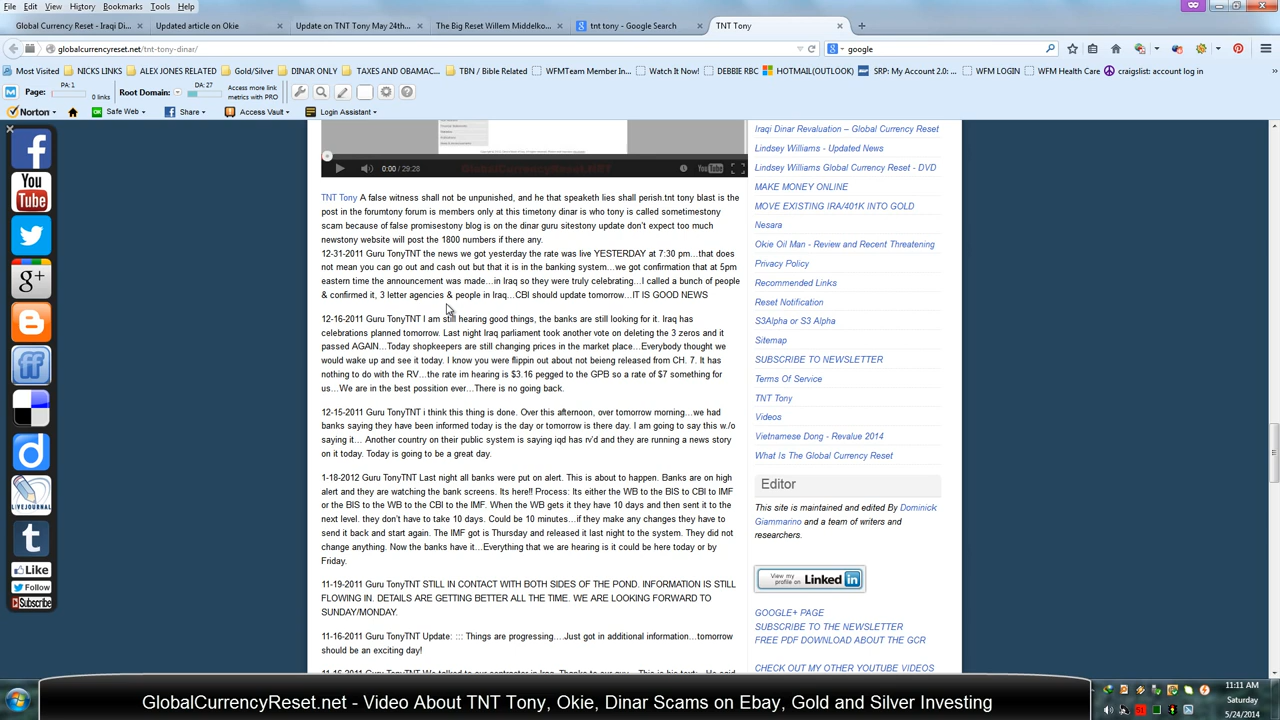 File Edit View History Bookmarks Tools Help
Global Currency Reset - Iraqi Di... × Updated article on Okie × Update on TNT Tony May 24th... × The Big Reset Willem Middelko... × tnt tony - Google Search × TNT Tony ×
globalcurrencyreset.net/tnt-tony-dinar/ google
Most Visited NICKS LINKS ALEX JONES RELATED Gold/Silver DINAR ONLY TAXES AND OBAMAC... TBN / Bible Related WFMTeam Member In... Watch It Now! DEBBIE RBC HOTMAIL(OUTLOOK) SRP: My Account 2.0... WFM LOGIN WFM Health Care craigslist: account log in
Page: PA: 1 0 links Root Domain: DA: 27 Access more link metrics with PRO
Norton Safe Web Share Access Vault Login Assistant
0:00 / 29:28 YouTube
TNT Tony A false witness shall not be unpunished, and he that speaketh lies shall perish.tnt tony blast is the
post in the forumtony forum is members only at this timetony dinar is who tony is called sometimestony
scam because of false promisestony blog is on the dinar guru sitestony update don't expect too much
newstony website will post the 1800 numbers if there any.
12-31-2011 Guru TonyTNT the news we got yesterday the rate was live YESTERDAY at 7:30 pm...that does
not mean you can go out and cash out but that it is in the banking system...we got confirmation that at 5pm
eastern time the announcement was made...in Iraq so they were truly celebrating...I called a bunch of people
& confirmed it, 3 letter agencies & people in Iraq...CBI should update tomorrow...IT IS GOOD NEWS
12-16-2011 Guru TonyTNT I am still hearing good things, the banks are still looking for it. Iraq has
celebrations planned tomorrow. Last night Iraq parliament took another vote on deleting the 3 zeros and it
passed AGAIN...Today shopkeepers are still changing prices in the market place...Everybody thought we
would wake up and see it today. I know you were flippin out about not beieng released from CH. 7. It has
nothing to do with the RV...the rate im hearing is $3.16 pegged to the GPB so a rate of $7 something for
us...We are in the best possition ever...There is no going back.
12-15-2011 Guru TonyTNT i think this thing is done. Over this afternoon, over tomorrow morning...we had
banks saying they have been informed today is the day or tomorrow is there day. I am going to say this w./o
saying it... Another country on their public system is saying iqd has rv'd and they are running a news story
on it today. Today is going to be a great day.
1-18-2012 Guru TonyTNT Last night all banks were put on alert. This is about to happen. Banks are on high
alert and they are watching the bank screens. Its here!! Process: Its either the WB to the BIS to CBI to IMF
or the BIS to the WB to the CBI to the IMF. When the WB gets it they have 10 days and then sent it to the
next level. they don't have to take 10 days. Could be 10 minutes...if they make any changes they have to
send it back and start again. The IMF got is Thursday and released it last night to the system. They did not
change anything. Now the banks have it...Everything that we are hearing is it could be here today or by
Friday.
11-19-2011 Guru TonyTNT STILL IN CONTACT WITH BOTH SIDES OF THE POND. INFORMATION IS STILL
FLOWING IN. DETAILS ARE GETTING BETTER ALL THE TIME. WE ARE LOOKING FORWARD TO
SUNDAY/MONDAY.
11-16-2011 Guru TonyTNT Update: ::: Things are progressing....Just got in additional information...tomorrow
should be an exciting day!
Iraqi Dinar Revaluation – Global Currency Reset
Lindsey Williams - Updated News
Lindsey Williams Global Currency Reset - DVD
MAKE MONEY ONLINE
MOVE EXISTING IRA/401K INTO GOLD
Nesara
Okie Oil Man - Review and Recent Threatening
Privacy Policy
Recommended Links
Reset Notification
S3Alpha or S3 Alpha
Sitemap
SUBSCRIBE TO NEWSLETTER
Terms Of Service
TNT Tony
Videos
Vietnamese Dong - Revalue 2014
What Is The Global Currency Reset
Editor
This site is maintained and edited By Dominick
Giammarino and a team of writers and
researchers.
View my profile on LinkedIn
GOOGLE+ PAGE
SUBSCRIBE TO THE NEWSLETTER
FREE PDF DOWNLOAD ABOUT THE GCR
CHECK OUT MY OTHER YOUTUBE VIDEOS
You Tube
LIVEJOURNAL
Like
Follow
Subscribe
GlobalCurrencyReset.net - Video About TNT Tony, Okie, Dinar Scams on Ebay, Gold and Silver Investing
11:11 AM
Saturday
5/24/2014